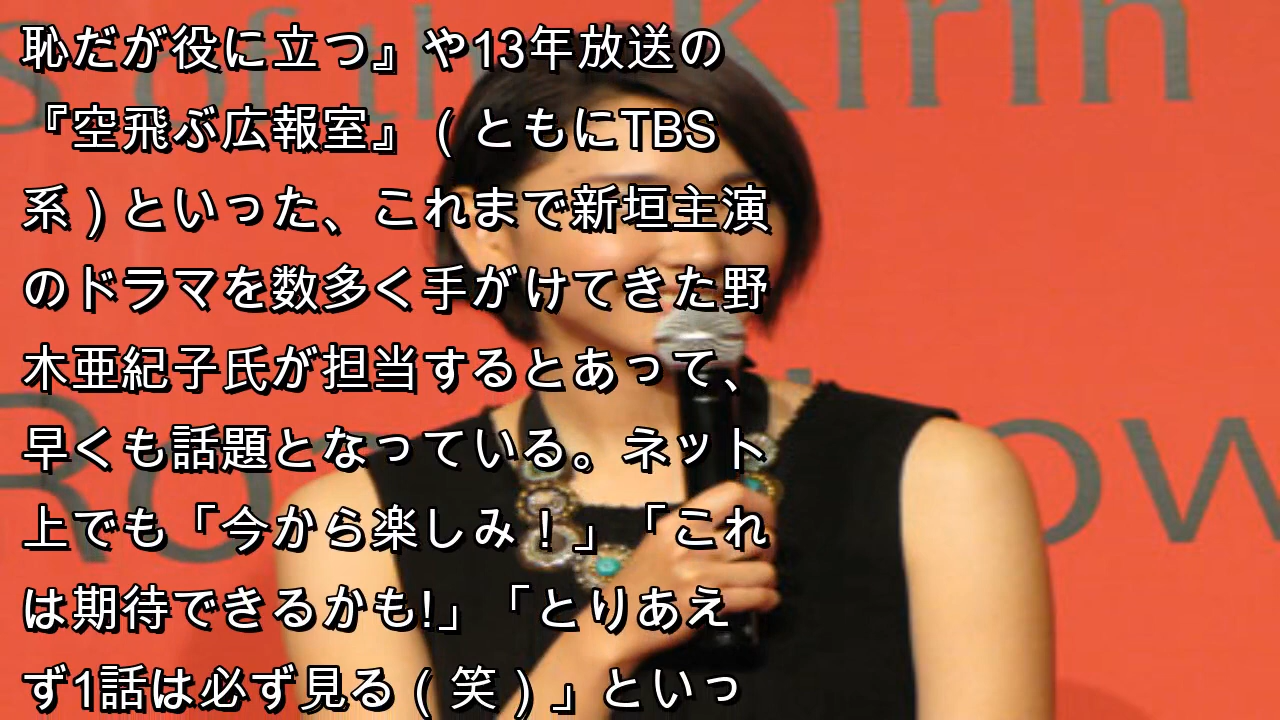 s of the Kirin
Ro
ow
恥だが役に立つ』や13年放送の
『空飛ぶ広報室』(ともにTBS
系)といった、これまで新垣主演
のドラマを数多く手がけてきた野
木亜紀子氏が担当するとあって、
早くも話題となっている。ネット
上でも「今から楽しみ!」「これ
は期待できるかも!」「とりあえ
ず1話は必ず見る(笑)」といっ